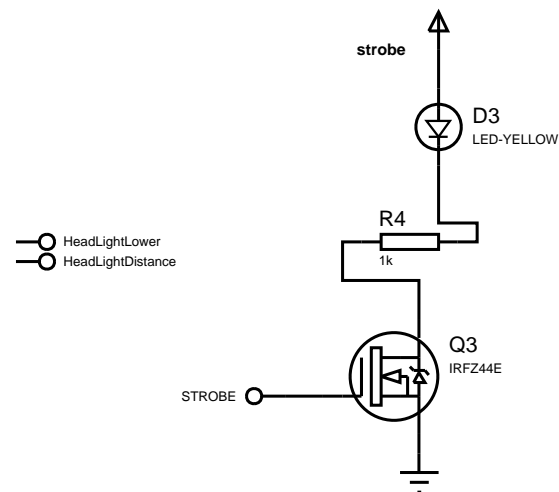 strobe
D3
LED-YELLOW
R4
1k
HeadLightLower
HeadLightDistance
Q3
IRFZ44E
STROBE